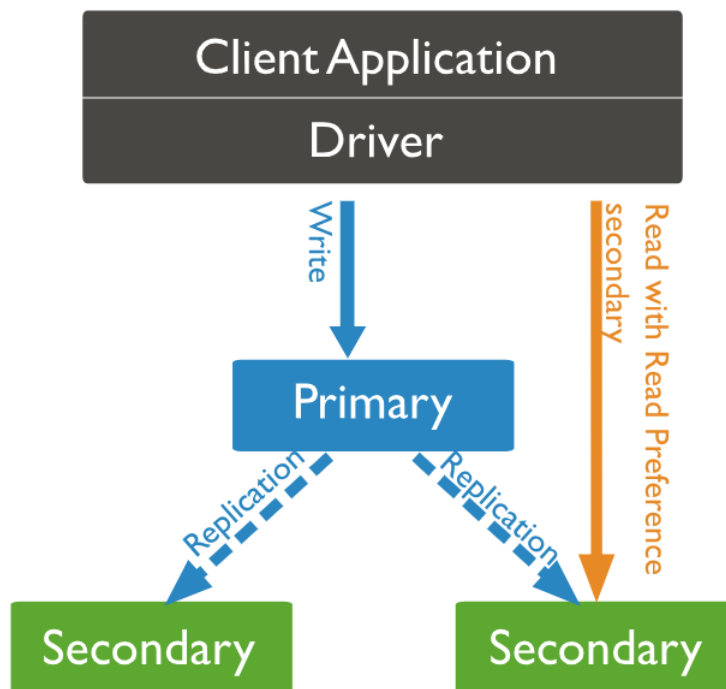 Client Application
Driver
Write
Read with Read Preference
secondary
Primary
Replication
Replication
Secondary
Secondary